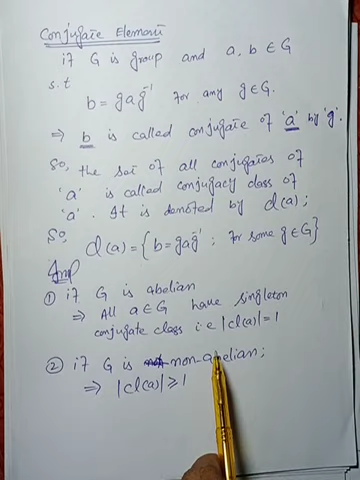 Conjugate Element
if G is group and a, b ∈ G
s.t
b = gag⁻¹ for any g ∈ G.
⇒ b is called conjugate of 'a' by 'g'.
So, the set of all conjugates of
'a' is called conjugacy class of
'a'. It is denoted by cl(a);
So,
cl(a) = { b = gag⁻¹ ; for some g ∈ G }
Imp
① if G is abelian
⇒ All a ∈ G have singleton
conjugate class i.e |cl(a)| = 1
② if G is non-abelian;
⇒ |cl(a)| ≥ 1